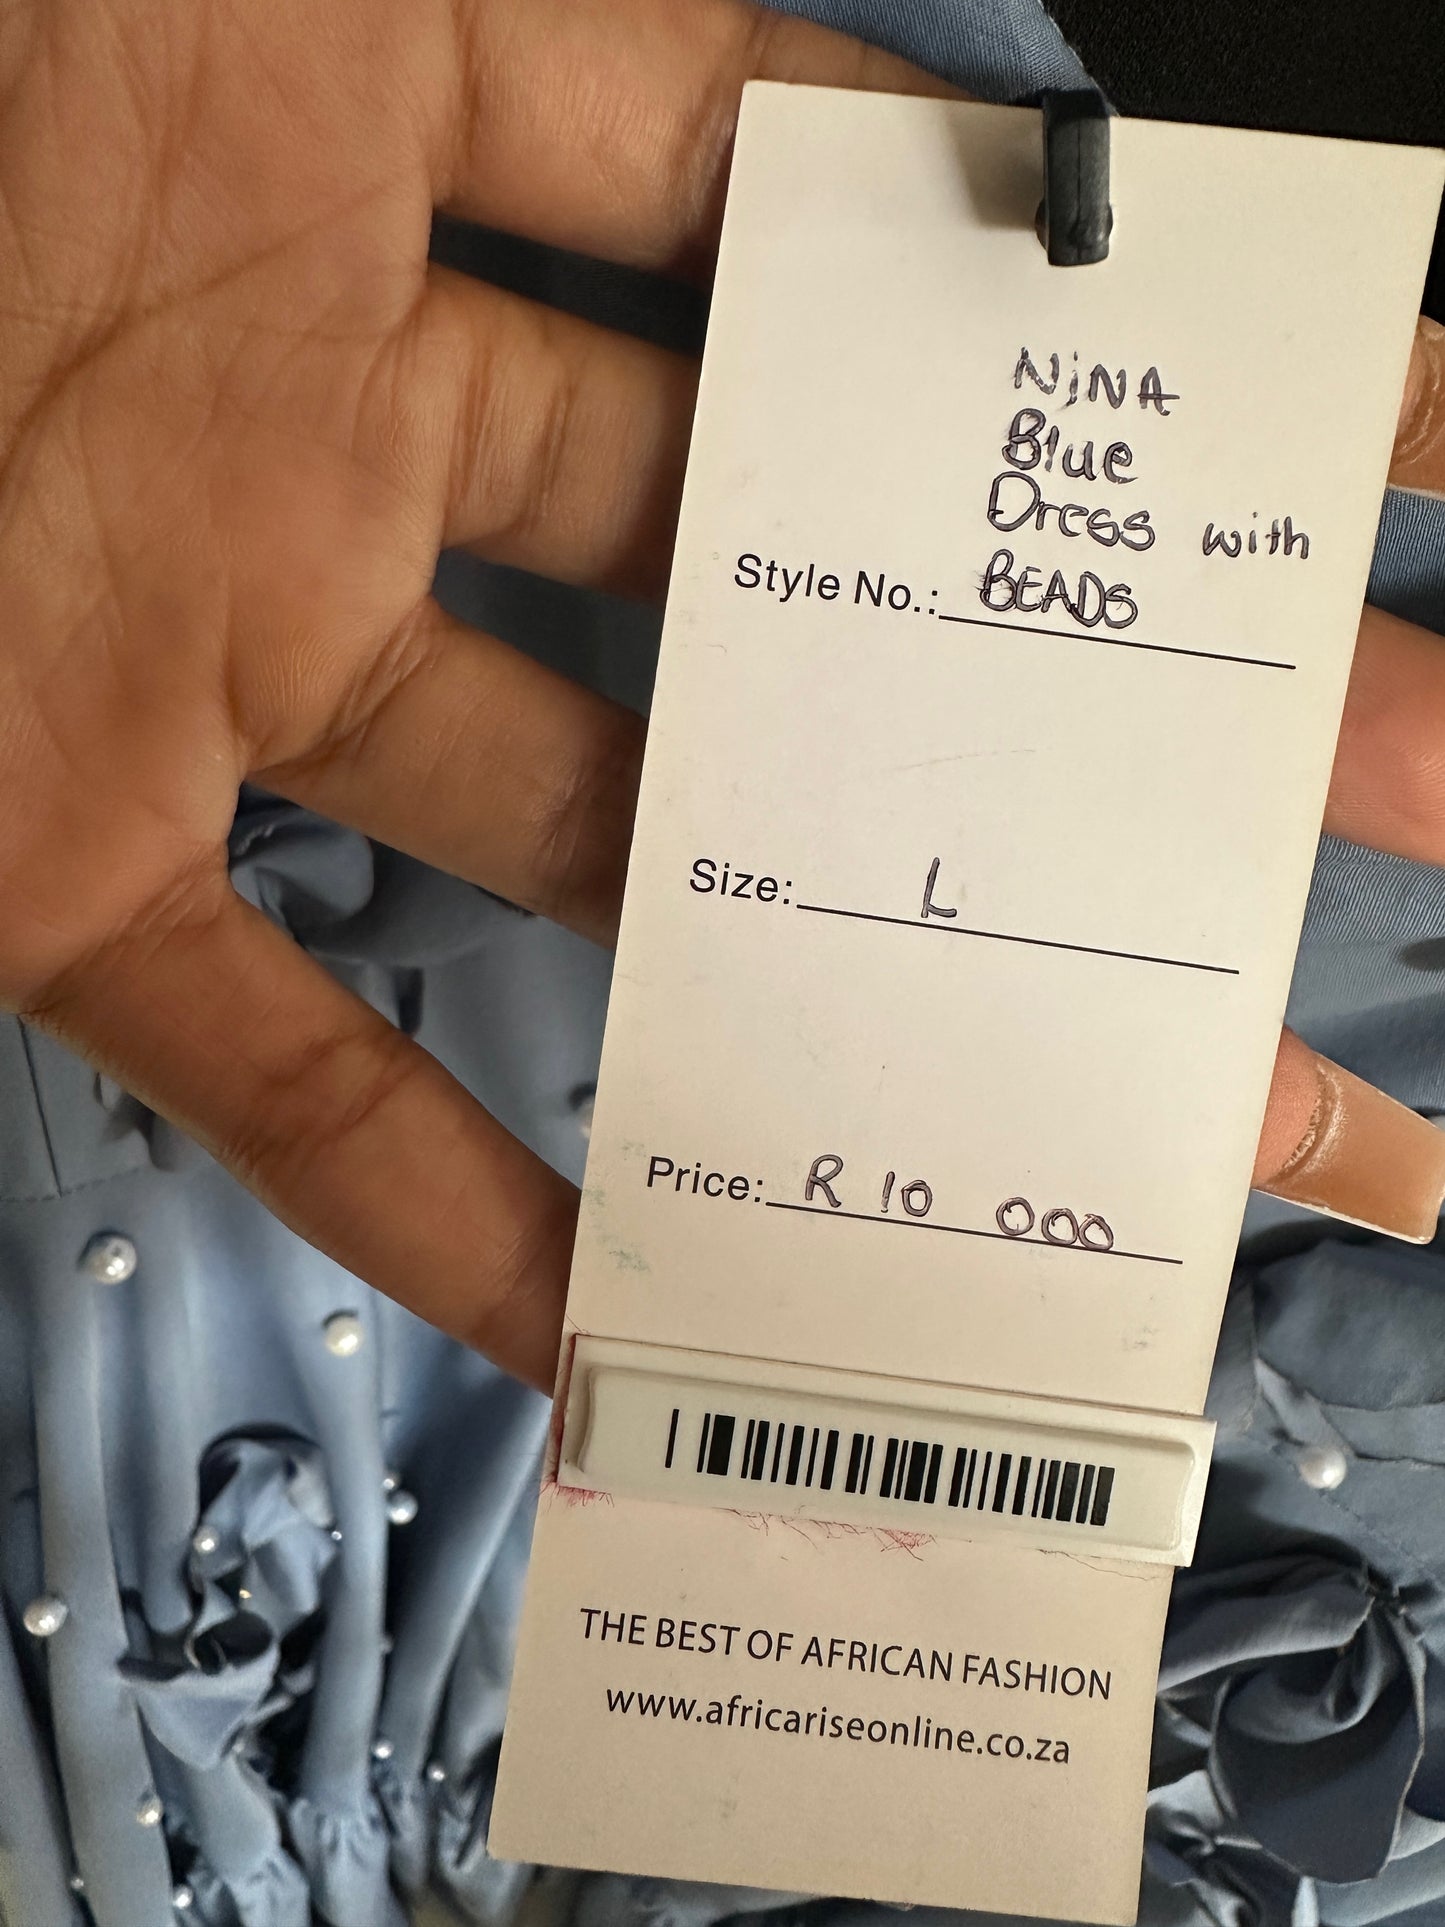 NiNA
Blue
Dress with
Style No.: BEADS
Size: L
Price: R 10 000
THE BEST OF AFRICAN FASHION
www.africariseonline.co.za